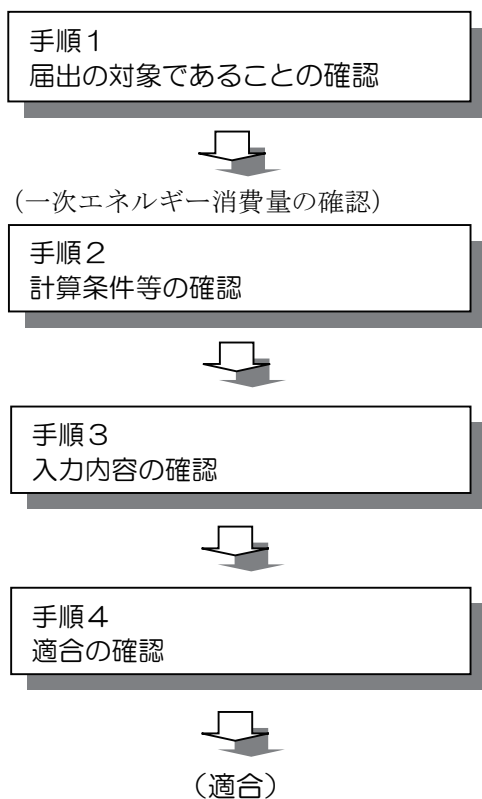 手順１
届出の対象であることの確認
（一次エネルギー消費量の確認）
手順２
計算条件等の確認
手順３
入力内容の確認
手順４
適合の確認
（適合）